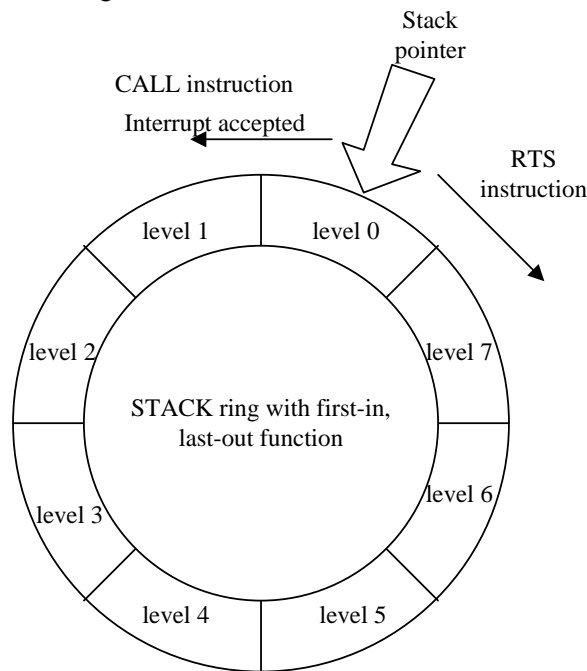 Stack
pointer
CALL instruction
Interrupt accepted
RTS
instruction
level 1
level 0
level 2
level 7
STACK ring with first-in,
last-out function
level 3
level 6
level 4
level 5